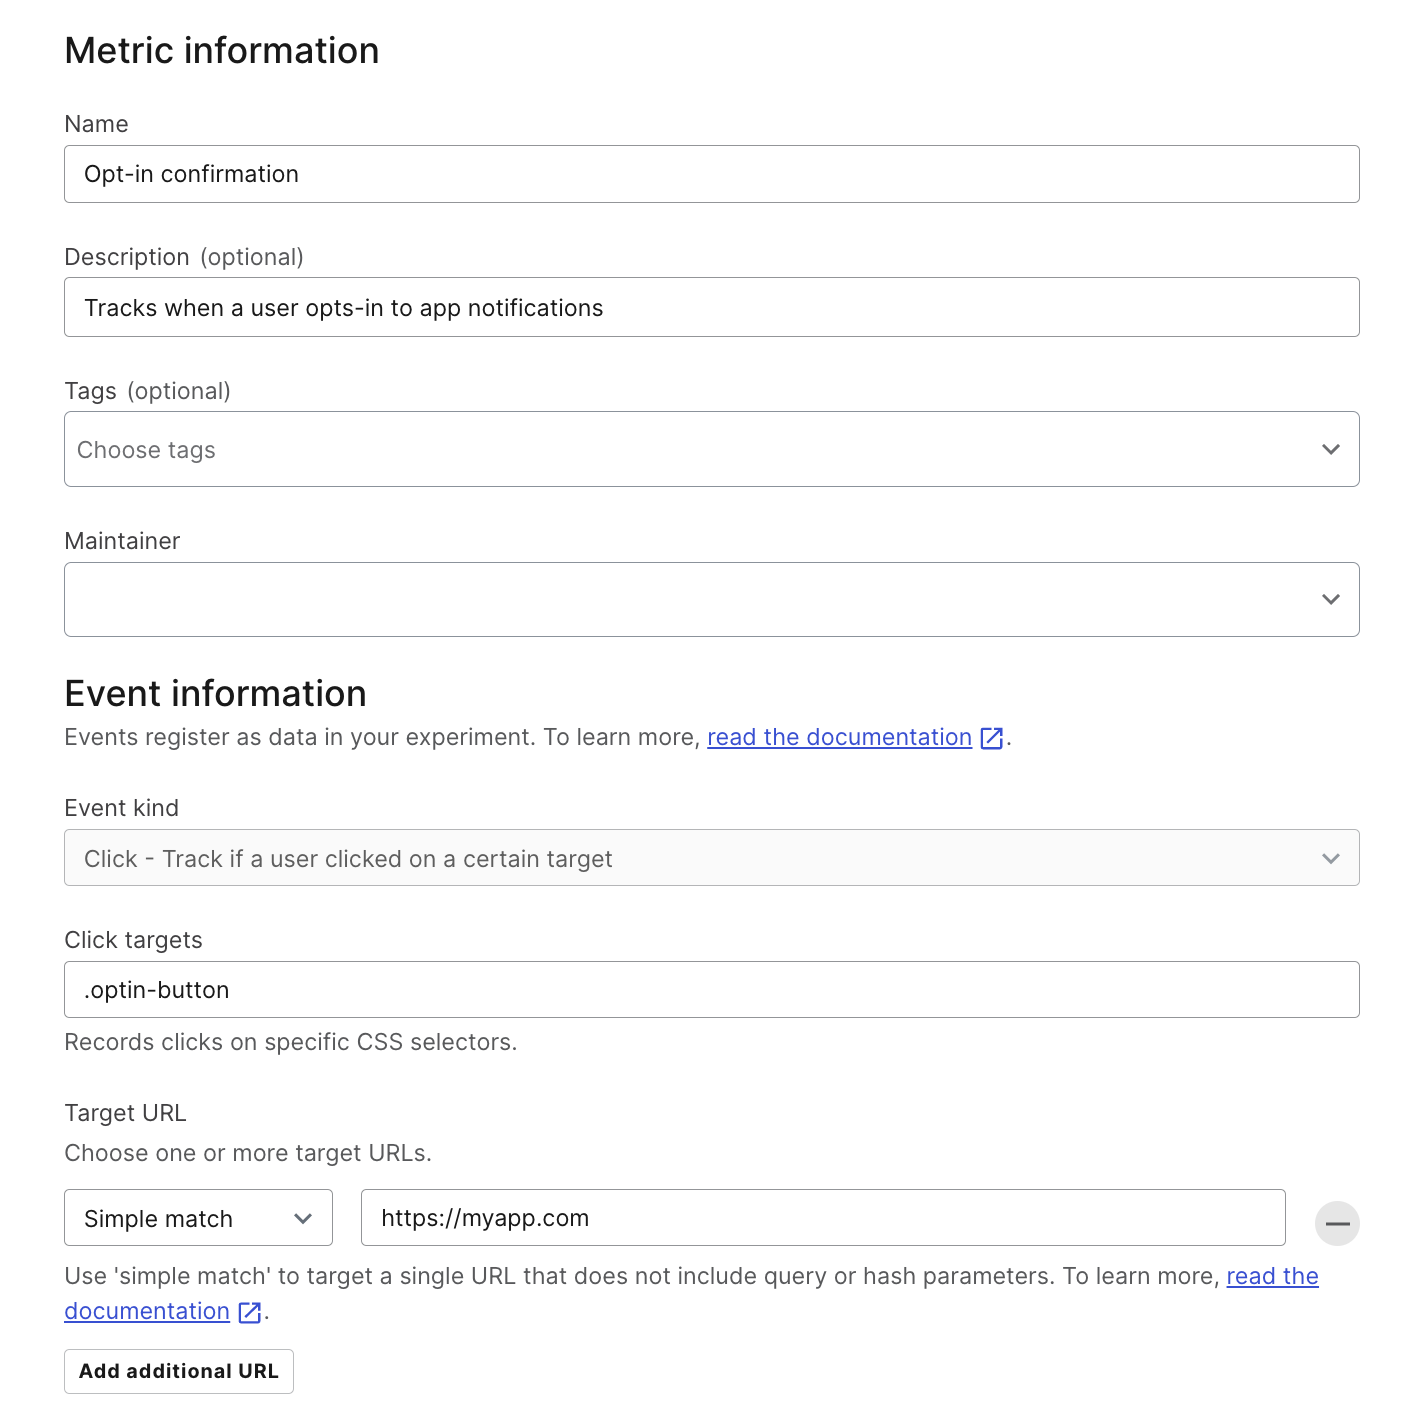 Metric information
Name
Opt-in confirmation
Description (optional)
Tracks when a user opts-in to app notifications
Tags (optional)
Choose tags
Maintainer
Event information
Events register as data in your experiment. To learn more, read the documentation.
Event kind
Click - Track if a user clicked on a certain target
Click targets
.optin-button
Records clicks on specific CSS selectors.
Target URL
Choose one or more target URLs.
Simple match https://myapp.com
Use 'simple match' to target a single URL that does not include query or hash parameters. To learn more, read the
documentation.
Add additional URL